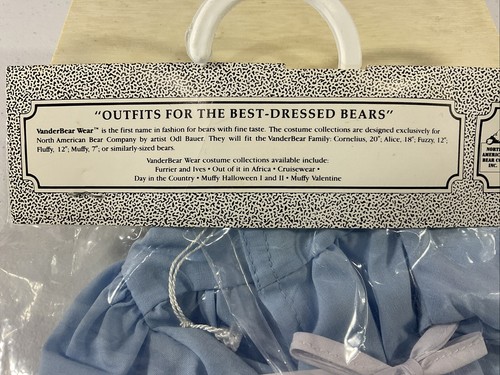 "OUTFITS FOR THE BEST-DRESSED BEARS"
VanderBear Wear™ is the first name in fashion for bears with fine taste. The costume collections are designed exclusively for
North American Bear Company by artist Odl Bauer. They will fit the VanderBear Family: Cornelius, 20"; Alice, 18"; Fuzzy, 12";
Fluffy, 12"; Muffy, 7"; or similarly-sized bears.
VanderBear Wear costume collections available include:
Furrier and Ives • Out of it in Africa • Cruisewear •
Day in the Country • Muffy Halloween I and II • Muffy Valentine
NORTH
AMERIC
BEAR
INC.